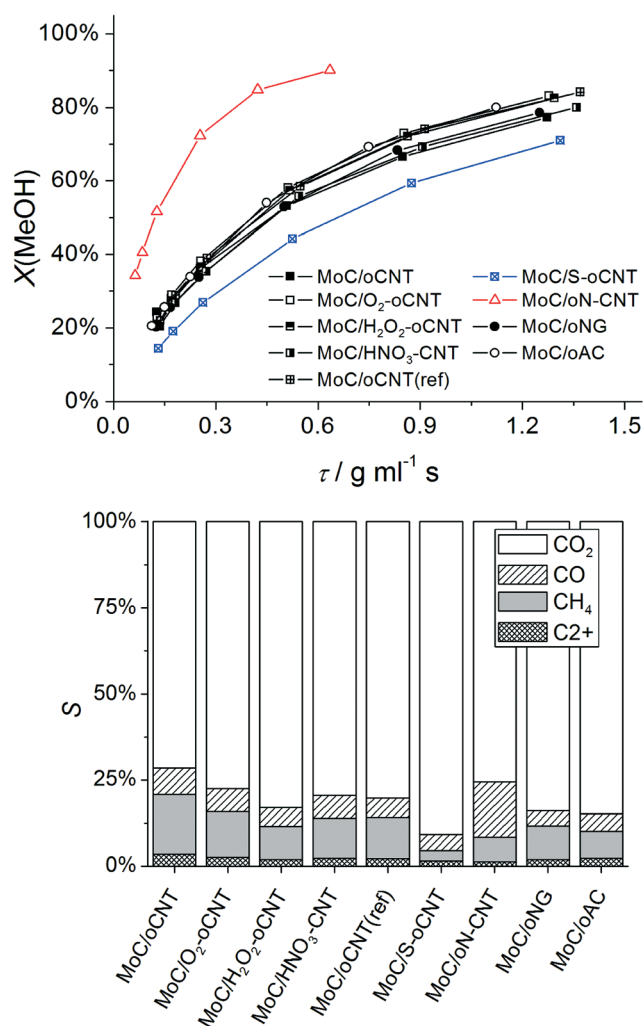 100%
80%
60%
40%
20%
0%
X(MeOH)
MoC/oCNT
MoC/O₂-oCNT
MoC/H₂O₂-oCNT
MoC/HNO₃-CNT
MoC/oCNT(ref)
MoC/S-oCNT
MoC/oN-CNT
MoC/oNG
MoC/oAC
0.0 0.3 0.6 0.9 1.2 1.5
τ / g ml⁻¹ s
100%
75%
50%
25%
0%
S
CO₂
CO
CH₄
C2+
MoC/oCNT
MoC/O₂-oCNT
MoC/H₂O₂-oCNT
MoC/HNO₃-CNT
MoC/oCNT(ref)
MoC/S-oCNT
MoC/oN-CNT
MoC/oNG
MoC/oAC